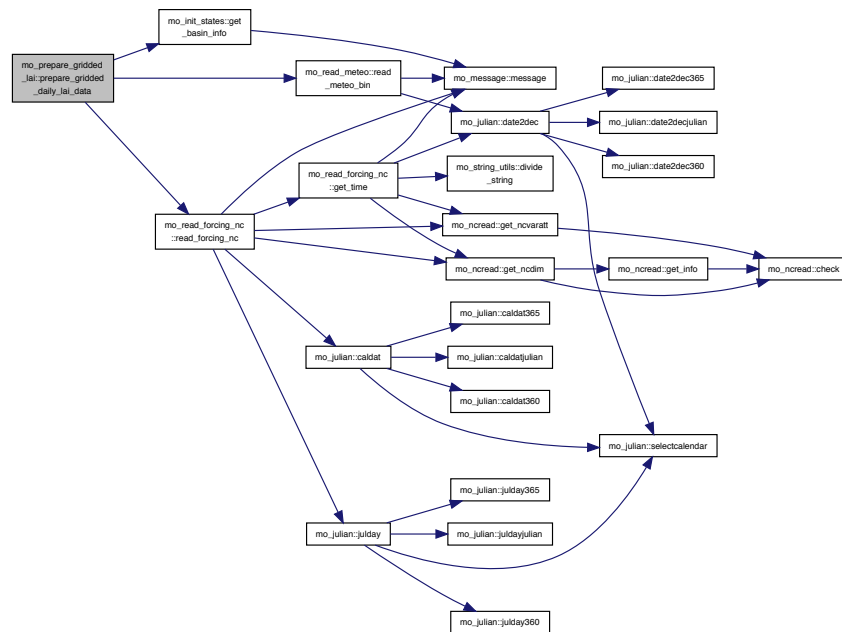 mo_init_states::get
_basin_info
mo_prepare_gridded
_lai::prepare_gridded
_daily_lai_data
mo_read_meteo::read
_meteo_bin
mo_message::message
mo_julian::date2dec365
mo_julian::date2dec
mo_julian::date2decjulian
mo_julian::date2dec360
mo_string_utils::divide
_string
mo_read_forcing_nc
::get_time
mo_read_forcing_nc
::read_forcing_nc
mo_ncread::get_ncvaratt
mo_ncread::get_ncdim
mo_ncread::get_info
mo_ncread::check
mo_julian::caldat365
mo_julian::caldat
mo_julian::caldatjulian
mo_julian::caldat360
mo_julian::selectcalendar
mo_julian::julday365
mo_julian::julday
mo_julian::juldayjulian
mo_julian::julday360